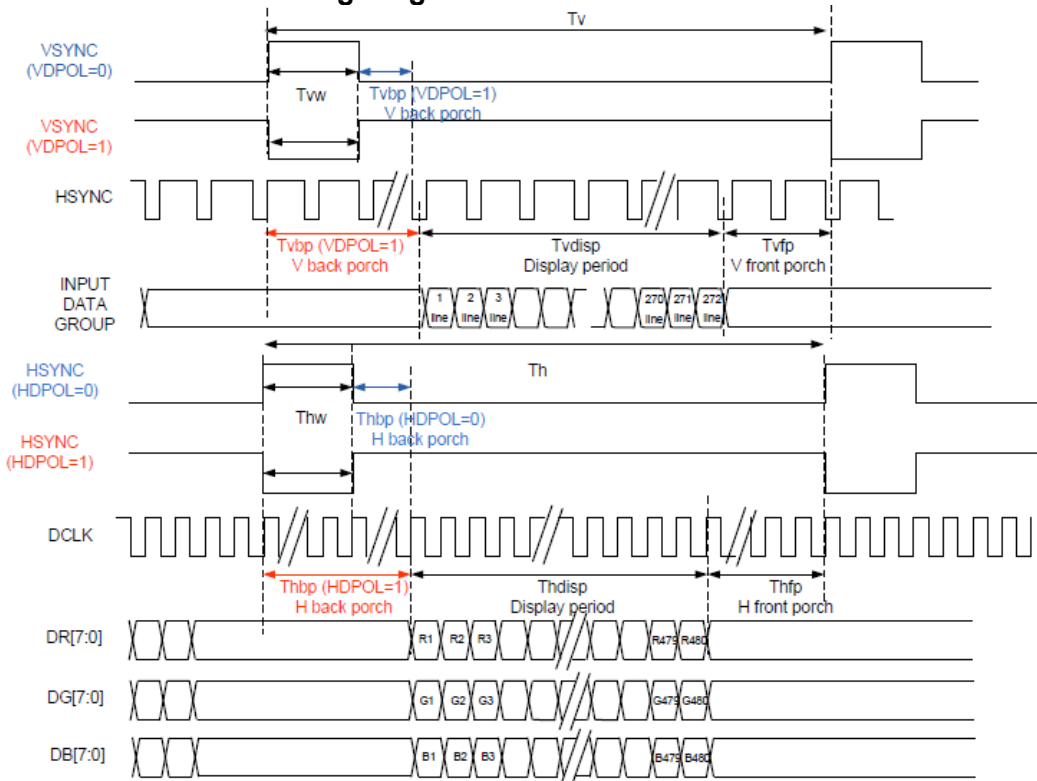 Tv
VSYNC
(VDPOL=0)
Tvw
Tvbp (VDPOL=1)
V back porch
VSYNC
(VDPOL=1)
HSYNC
Tvbp (VDPOL=1)
V back porch
Tvdisp
Display period
Tvfp
V front porch
INPUT
DATA
GROUP
1
line
2
line
3
line
270
line
271
line
272
line
HSYNC
(HDPOL=0)
Th
Thw
Thbp (HDPOL=0)
H back porch
HSYNC
(HDPOL=1)
DCLK
Thbp (HDPOL=1)
H back porch
Thdisp
Display period
Thfp
H front porch
DR[7:0]
R1 R2 R3 R479 R480
DG[7:0]
G1 G2 G3 G479 G480
DB[7:0]
B1 B2 B3 B479 B480